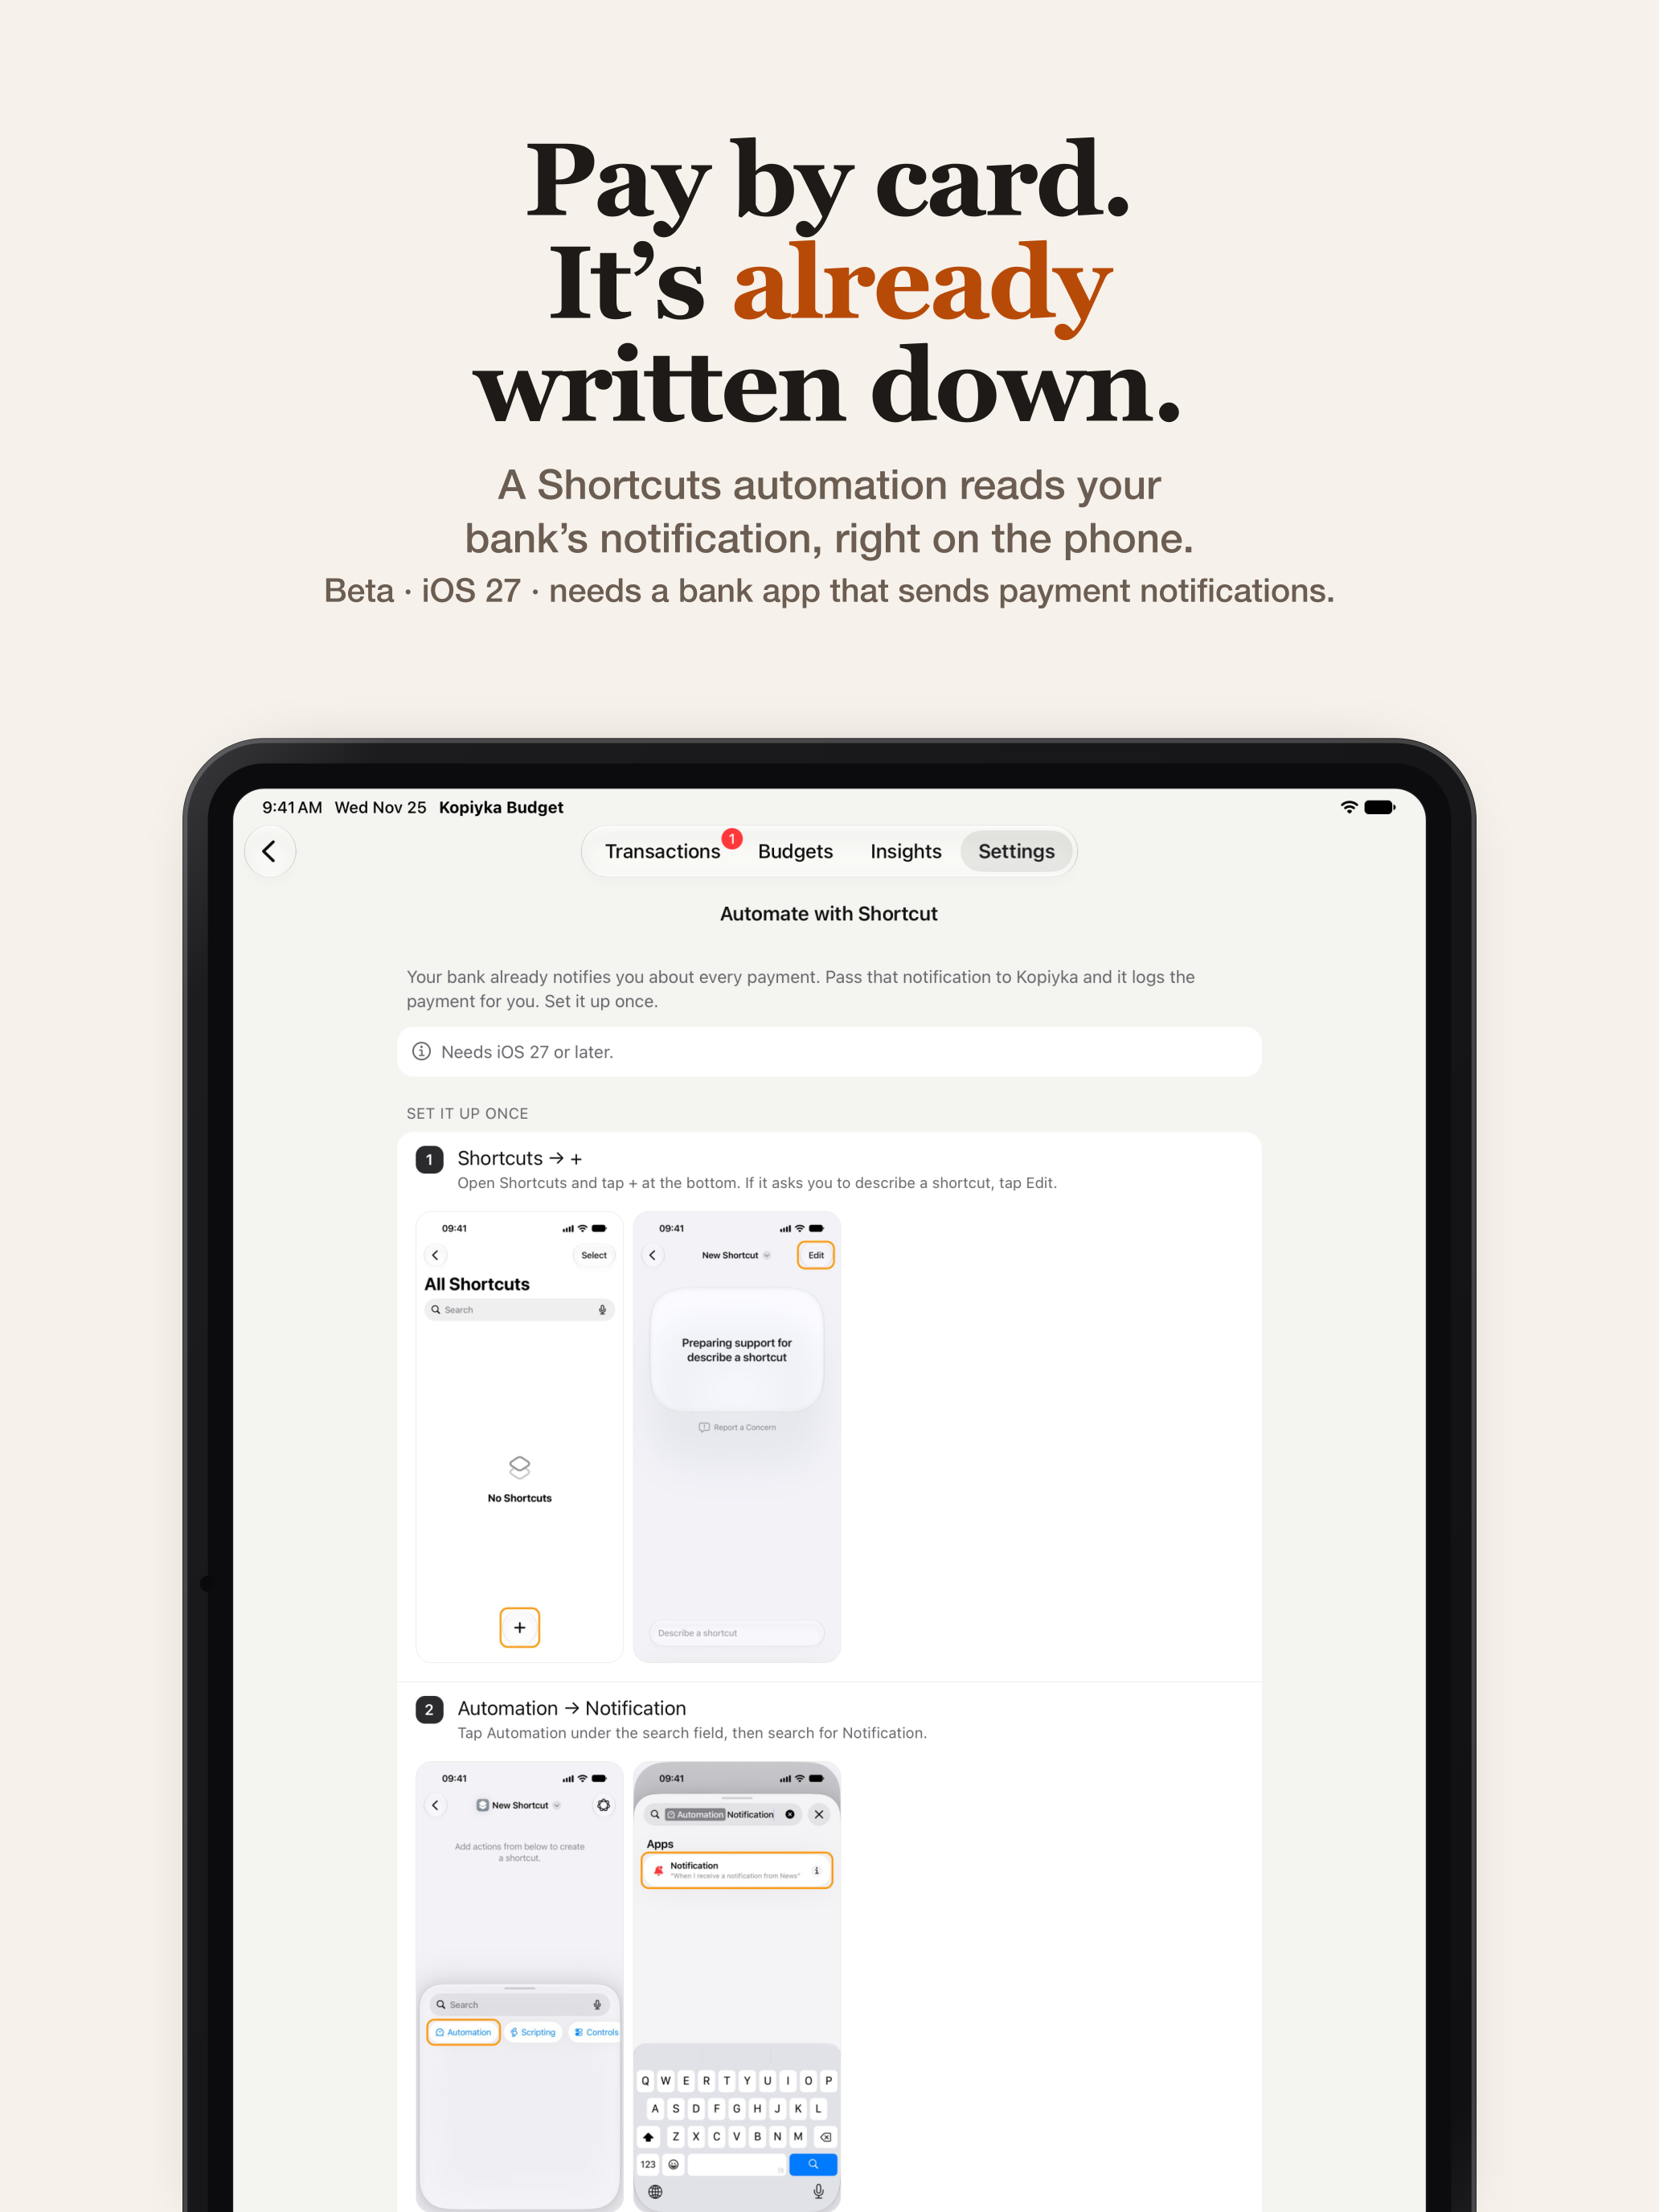 Pay by card.
It’s already
written down.
A Shortcuts automation reads your
bank’s notification, right on the phone.
Beta · iOS 27 · needs a bank app that sends payment notifications.
9:41 AM Wed Nov 25 Kopiyka Budget
Transactions 1 Budgets Insights Settings
Automate with Shortcut
Your bank already notifies you about every payment. Pass that notification to Kopiyka and it logs the
payment for you. Set it up once.
Needs iOS 27 or later.
SET IT UP ONCE
1 Shortcuts → +
Open Shortcuts and tap + at the bottom. If it asks you to describe a shortcut, tap Edit.
09:41
Select
All Shortcuts
Search
No Shortcuts
+
09:41
New Shortcut Edit
Preparing support for
describe a shortcut
Report a Concern
Describe a shortcut
2 Automation → Notification
Tap Automation under the search field, then search for Notification.
09:41
New Shortcut
Add actions from below to create
a shortcut.
Search
Automation Scripting Controls
09:41
Automation Notification
Apps
Notification
"When I receive a notification from News"
Q W E R T Y U I O P
A S D F G H J K L
Z X C V B N M
123